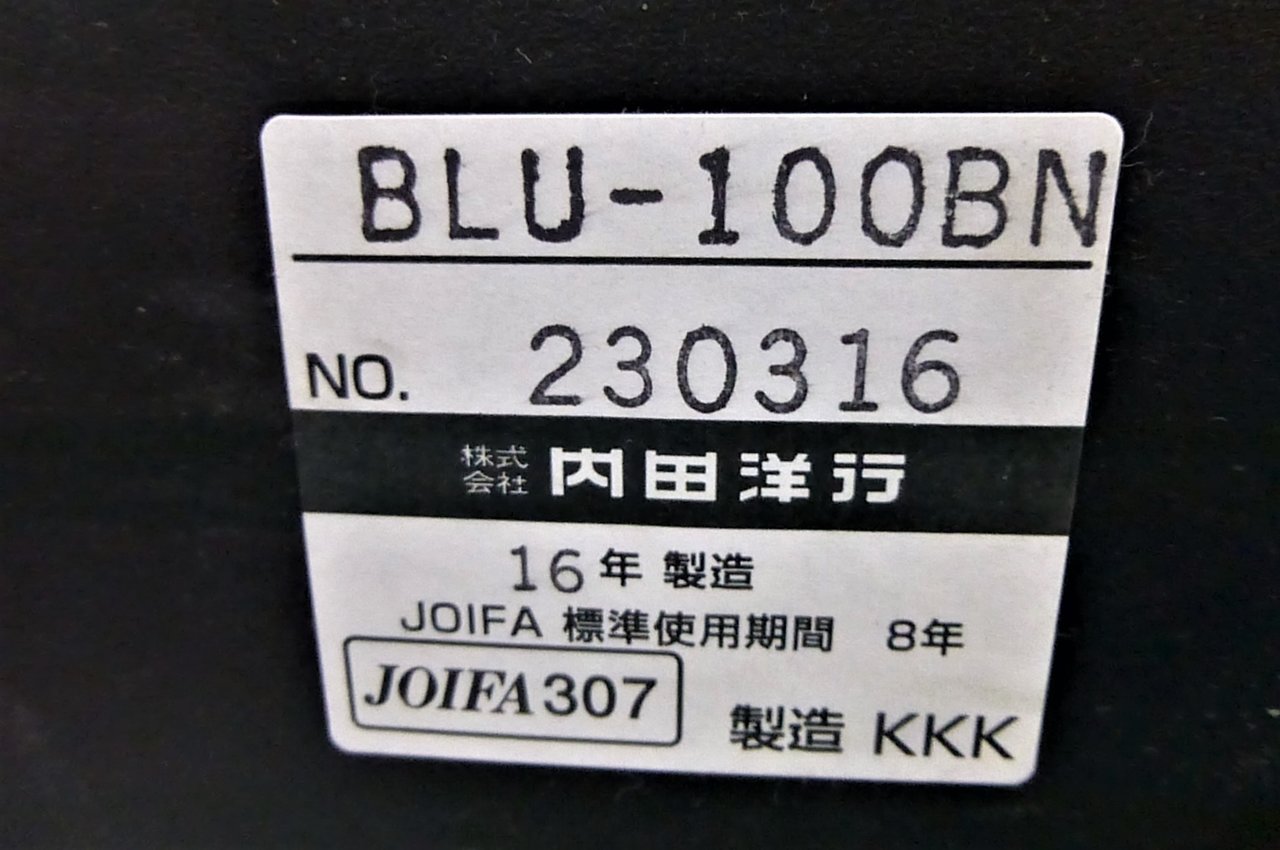 BLU-100BN
NO. 230316
株式会社 内田洋行
16年 製造
JOIFA 標準使用期間 8年
JOIFA307
製造 KKK